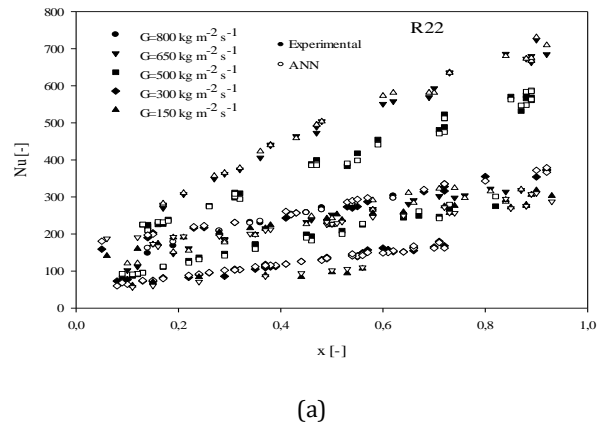 800
700
600
500
400
300
200
100
0
Nu [-]
G=800 kg m⁻² s⁻¹
G=650 kg m⁻² s⁻¹
G=500 kg m⁻² s⁻¹
G=300 kg m⁻² s⁻¹
G=150 kg m⁻² s⁻¹
Experimental
ANN
R22
0,0 0,2 0,4 0,6 0,8 1,0
x [-]
(a)